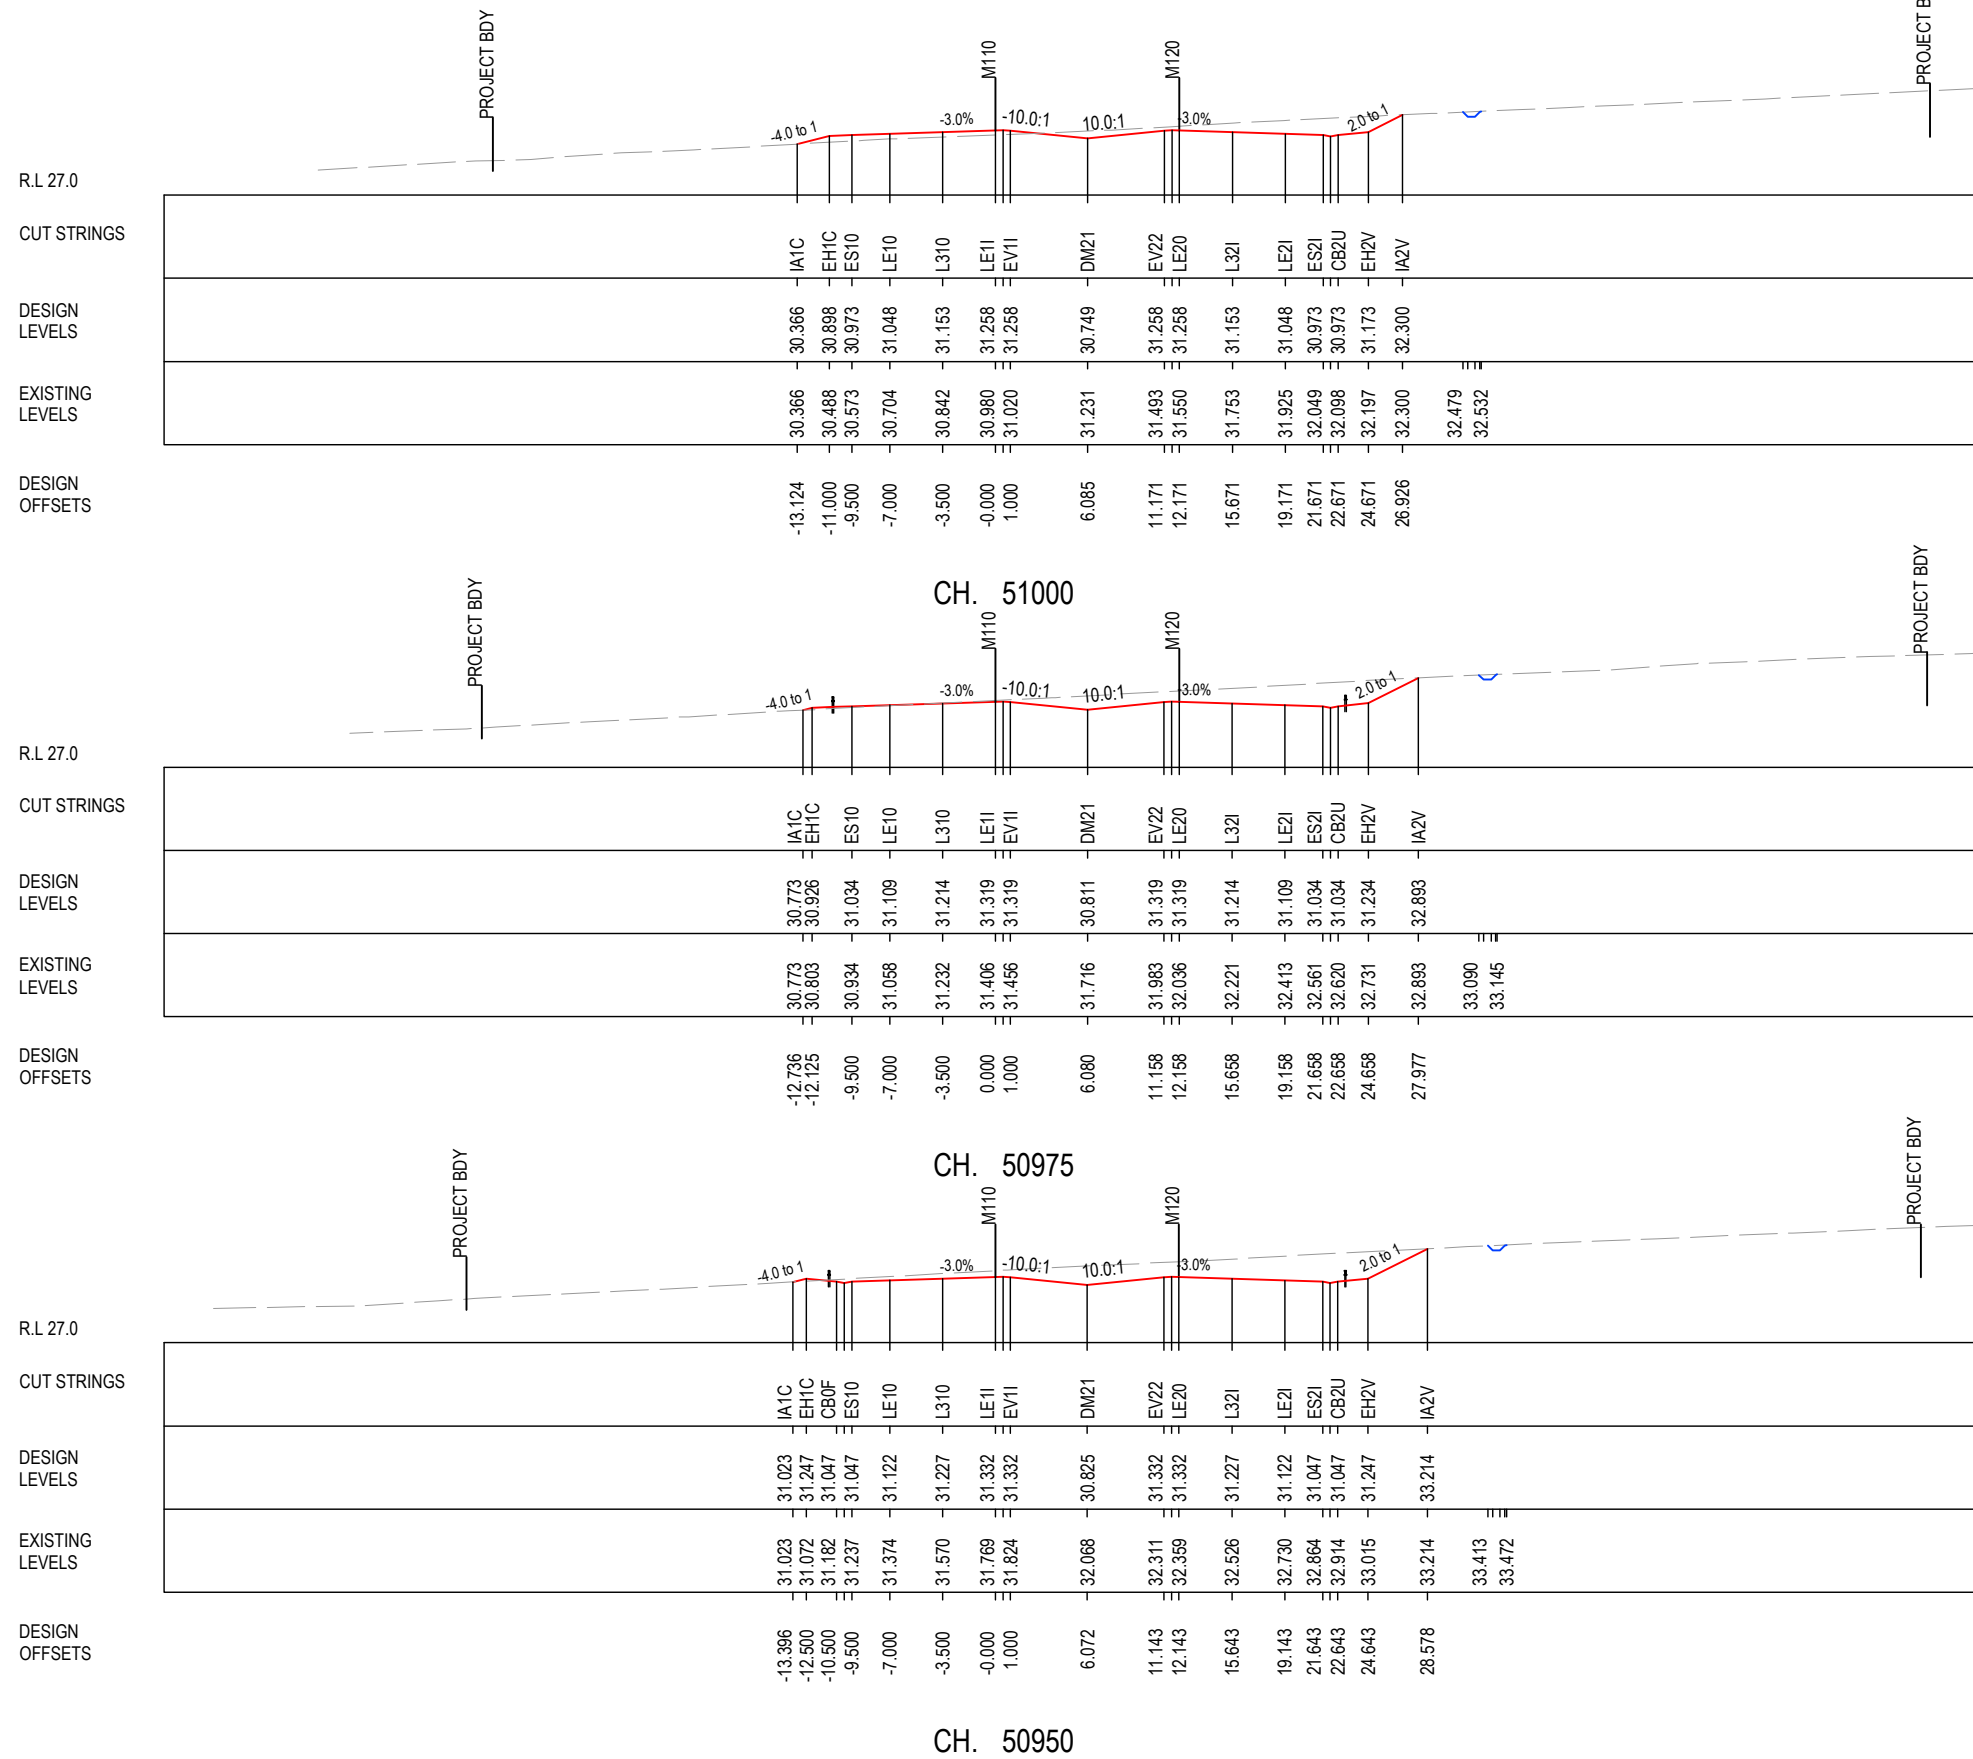 PROJECT BDY
M110
M120
PROJECT B
-4.0 to 1
-3.0%
-10.0:1
10.0:1
-3.0%
2.0 to 1
R.L 27.0
CUT STRINGS
IA1C EH1C ES10 LE10 L310 LE1I EV1I DM21 EV22 LE20 L32I LE2I ES2I CB2U EH2V IA2V
DESIGN
LEVELS
30.366 30.898 30.973 31.048 31.153 31.258 31.258 30.749 31.258 31.258 31.153 31.048 30.973 30.973 31.173 32.300
EXISTING
LEVELS
30.366 30.488 30.573 30.704 30.842 30.980 31.020 31.231 31.493 31.550 31.753 31.925 32.049 32.098 32.197 32.300 32.479 32.532
DESIGN
OFFSETS
-13.124 -11.000 -9.500 -7.000 -3.500 -0.000 1.000 6.085 11.171 12.171 15.671 19.171 21.671 22.671 24.671 26.926
CH. 51000
PROJECT BDY
M110
M120
PROJECT BDY
-4.0 to 1
-3.0%
-10.0:1
10.0:1
-3.0%
2.0 to 1
R.L 27.0
CUT STRINGS
IA1C EH1C ES10 LE10 L310 LE1I EV1I DM21 EV22 LE20 L32I LE2I ES2I CB2U EH2V IA2V
DESIGN
LEVELS
30.773 30.926 31.034 31.109 31.214 31.319 31.319 30.811 31.319 31.319 31.214 31.109 31.034 31.034 31.234 32.893
EXISTING
LEVELS
30.773 30.803 30.934 31.058 31.232 31.406 31.456 31.716 31.983 32.036 32.221 32.413 32.561 32.620 32.731 32.893 33.090 33.145
DESIGN
OFFSETS
-12.736 -12.125 -9.500 -7.000 -3.500 0.000 1.000 6.080 11.158 12.158 15.658 19.158 21.658 22.658 24.658 27.977
CH. 50975
PROJECT BDY
M110
M120
PROJECT BDY
-4.0 to 1
-3.0%
-10.0:1
10.0:1
-3.0%
2.0 to 1
R.L 27.0
CUT STRINGS
IA1C EH1C CB0F ES10 LE10 L310 LE1I EV1I DM21 EV22 LE20 L32I LE2I ES2I CB2U EH2V IA2V
DESIGN
LEVELS
31.023 31.247 31.047 31.047 31.122 31.227 31.332 31.332 30.825 31.332 31.332 31.227 31.122 31.047 31.047 31.247 33.214
EXISTING
LEVELS
31.023 31.072 31.182 31.237 31.374 31.570 31.769 31.824 32.068 32.311 32.359 32.526 32.730 32.864 32.914 33.015 33.214 33.413 33.472
DESIGN
OFFSETS
-13.396 -12.500 -10.500 -9.500 -7.000 -3.500 -0.000 1.000 6.072 11.143 12.143 15.643 19.143 21.643 22.643 24.643 28.578
CH. 50950